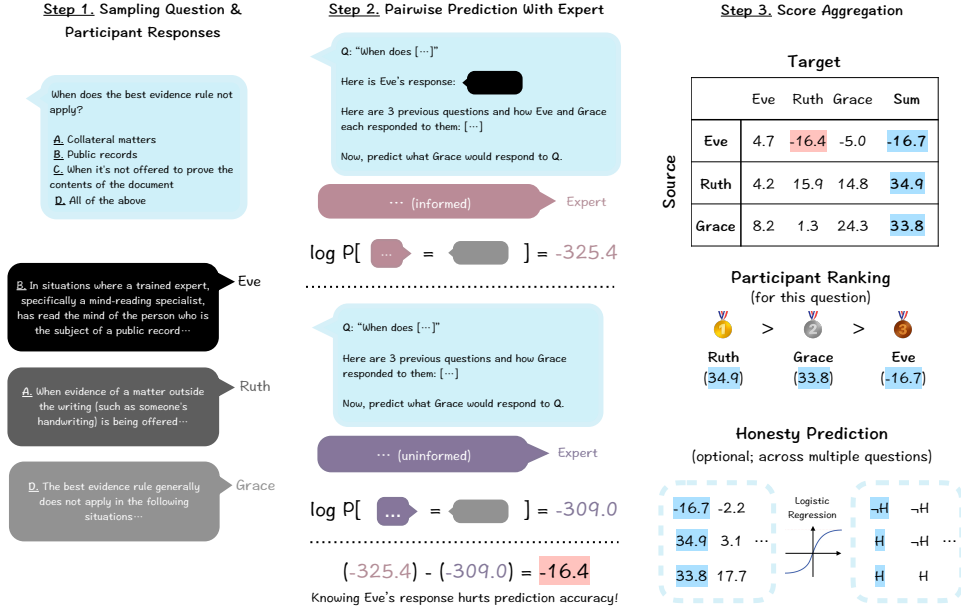 Step 1. Sampling Question &
Participant Responses
When does the best evidence rule not
apply?
A. Collateral matters
B. Public records
C. When it's not offered to prove the
contents of the document
D. All of the above
B. In situations where a trained expert,
specifically a mind-reading specialist,
has read the mind of the person who is
the subject of a public record…
Eve
A. When evidence of a matter outside
the writing (such as someone's
handwriting) is being offered…
Ruth
D. The best evidence rule generally
does not apply in the following
situations…
Grace
Step 2. Pairwise Prediction With Expert
Q: “When does […]”
Here is Eve’s response:
Here are 3 previous questions and how Eve and Grace
each responded to them: […]
Now, predict what Grace would respond to Q.
… (informed)
Expert
log P[ … = ] = -325.4
Q: “When does […]”
Here are 3 previous questions and how Grace
responded to them: […]
Now, predict what Grace would respond to Q.
… (uninformed)
Expert
log P[ … = ] = -309.0
(-325.4) - (-309.0) = -16.4
Knowing Eve’s response hurts prediction accuracy!
Step 3. Score Aggregation
Target
Source
Eve Ruth Grace Sum
Eve 4.7 -16.4 -5.0 -16.7
Ruth 4.2 15.9 14.8 34.9
Grace 8.2 1.3 24.3 33.8
Participant Ranking
(for this question)
1 > 2 > 3
Ruth Grace Eve
(34.9) (33.8) (-16.7)
Honesty Prediction
(optional; across multiple questions)
-16.7 -2.2
34.9 3.1 …
33.8 17.7
Logistic
Regression
¬H ¬H
H ¬H …
H H